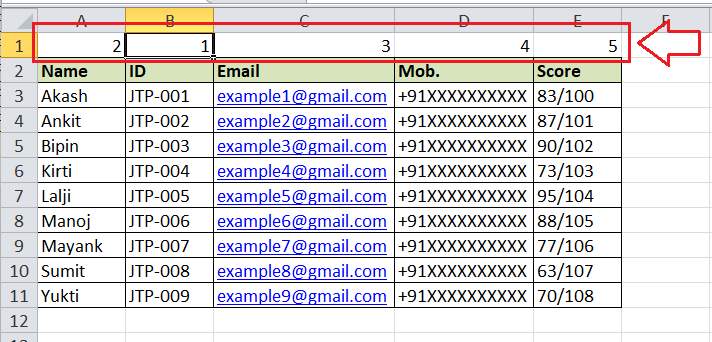 A B C D E F
1 2 1 3 4 5
2 Name ID Email Mob. Score
3 Akash JTP-001 example1@gmail.com +91XXXXXXXXXX 83/100
4 Ankit JTP-002 example2@gmail.com +91XXXXXXXXXX 87/101
5 Bipin JTP-003 example3@gmail.com +91XXXXXXXXXX 90/102
6 Kirti JTP-004 example4@gmail.com +91XXXXXXXXXX 73/103
7 Lalji JTP-005 example5@gmail.com +91XXXXXXXXXX 95/104
8 Manoj JTP-006 example6@gmail.com +91XXXXXXXXXX 88/105
9 Mayank JTP-007 example7@gmail.com +91XXXXXXXXXX 77/106
10 Sumit JTP-008 example8@gmail.com +91XXXXXXXXXX 63/107
11 Yukti JTP-009 example9@gmail.com +91XXXXXXXXXX 70/108
12